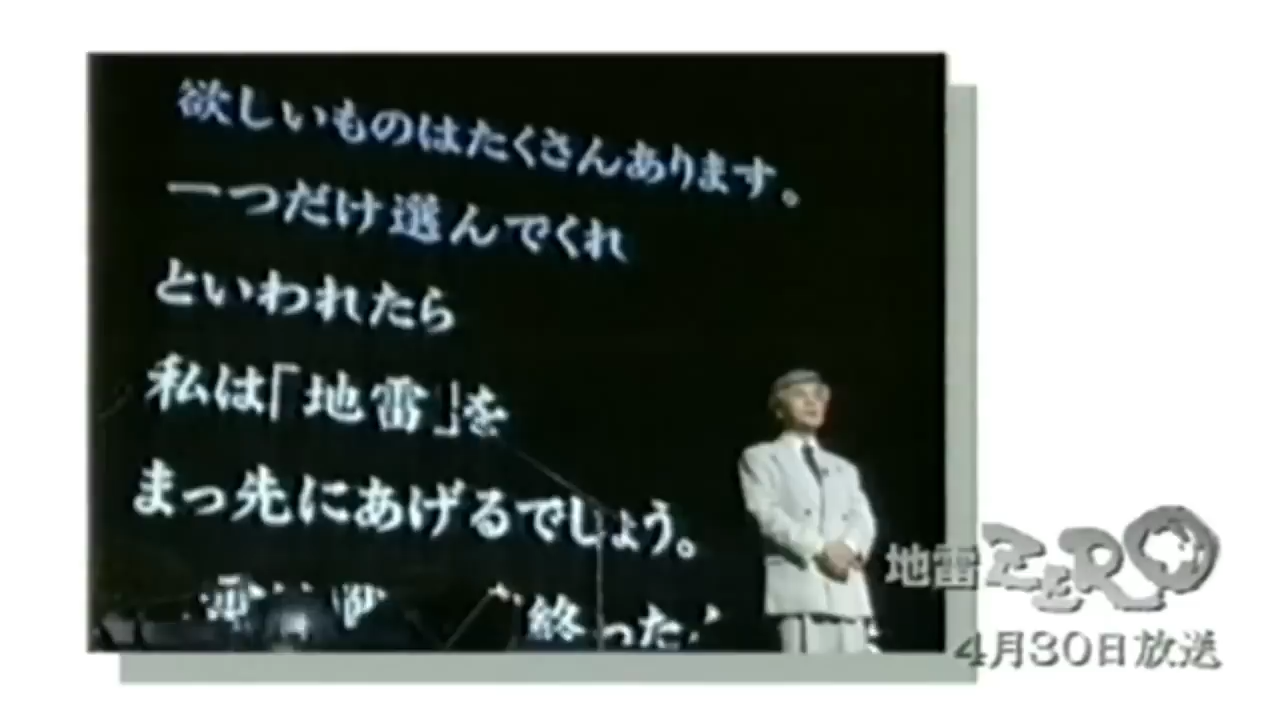 欲しいものはたくさんあります。
一つだけ選んでくれ
といわれたら
私は「地雷」を
まっ先にあげるでしょう。
終った
地雷ZERO
4月30日放送